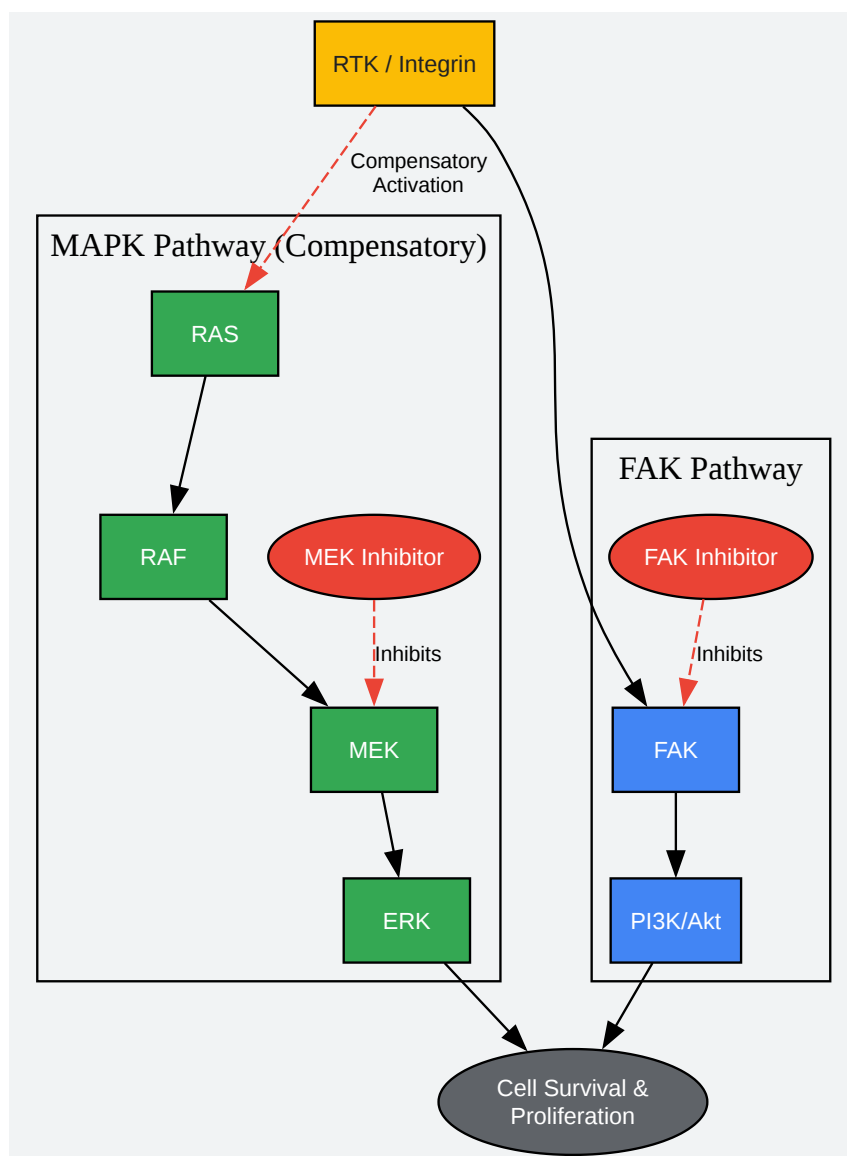 RTK / Integrin
Compensatory
Activation
MAPK Pathway (Compensatory)
RAS
FAK Pathway
RAF
MEK Inhibitor
FAK Inhibitor
Inhibits
Inhibits
MEK
FAK
ERK
PI3K/Akt
Cell Survival &
Proliferation